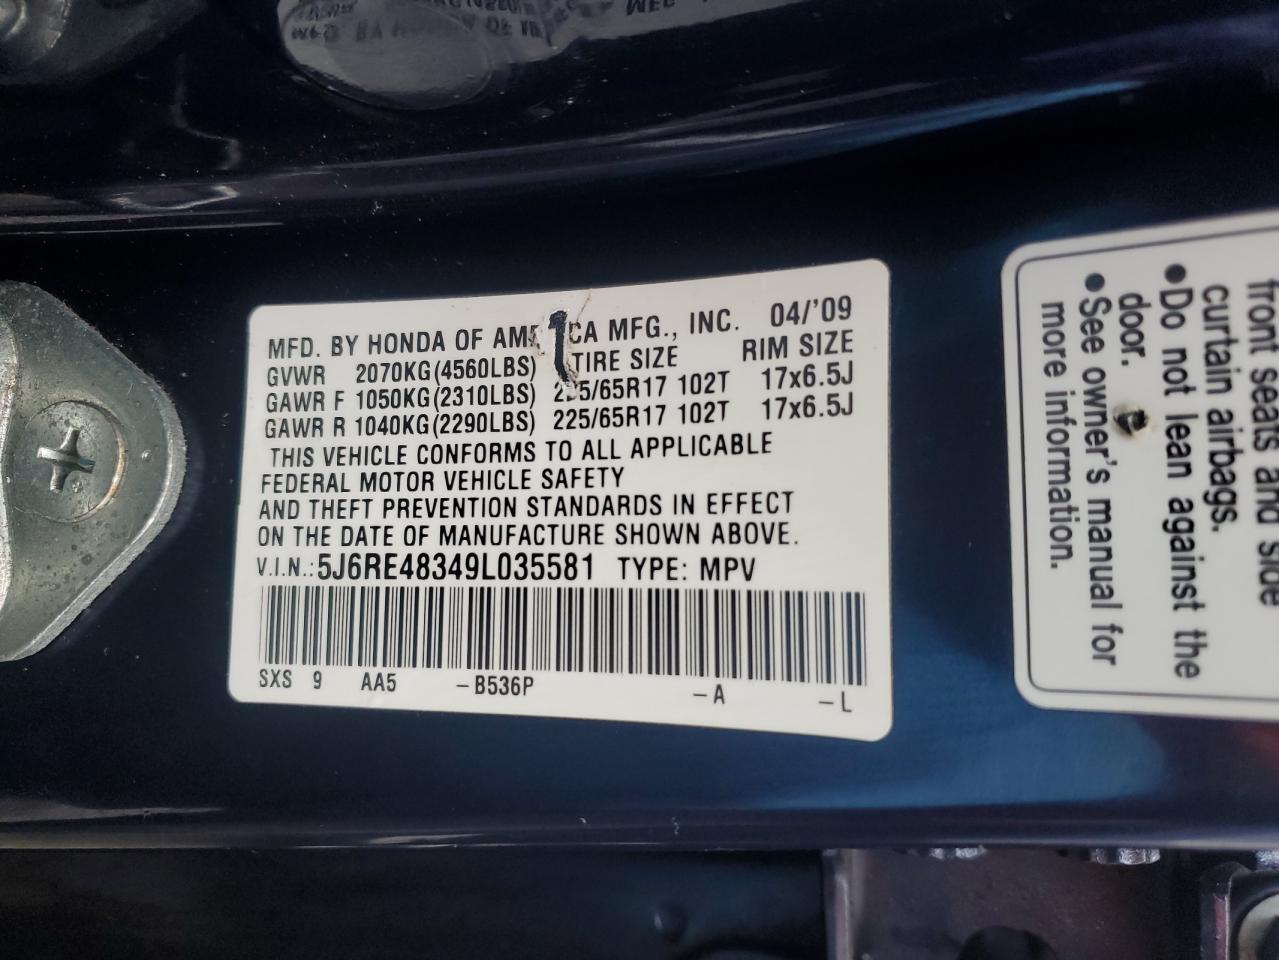 MFD. BY HONDA OF AMERICA MFG., INC. 04/'09
GVWR 2070KG(4560LBS) TIRE SIZE RIM SIZE
GAWR F 1050KG(2310LBS) 225/65R17 102T 17x6.5J
GAWR R 1040KG(2290LBS) 225/65R17 102T 17x6.5J
THIS VEHICLE CONFORMS TO ALL APPLICABLE
FEDERAL MOTOR VEHICLE SAFETY
AND THEFT PREVENTION STANDARDS IN EFFECT
ON THE DATE OF MANUFACTURE SHOWN ABOVE.
V.I.N.: 5J6RE48349L035581 TYPE: MPV
SXS 9 AA5 -B536P -A -L
front seats and side
curtain airbags.
•Do not lean against the
door.
•See owner's manual for
more information.